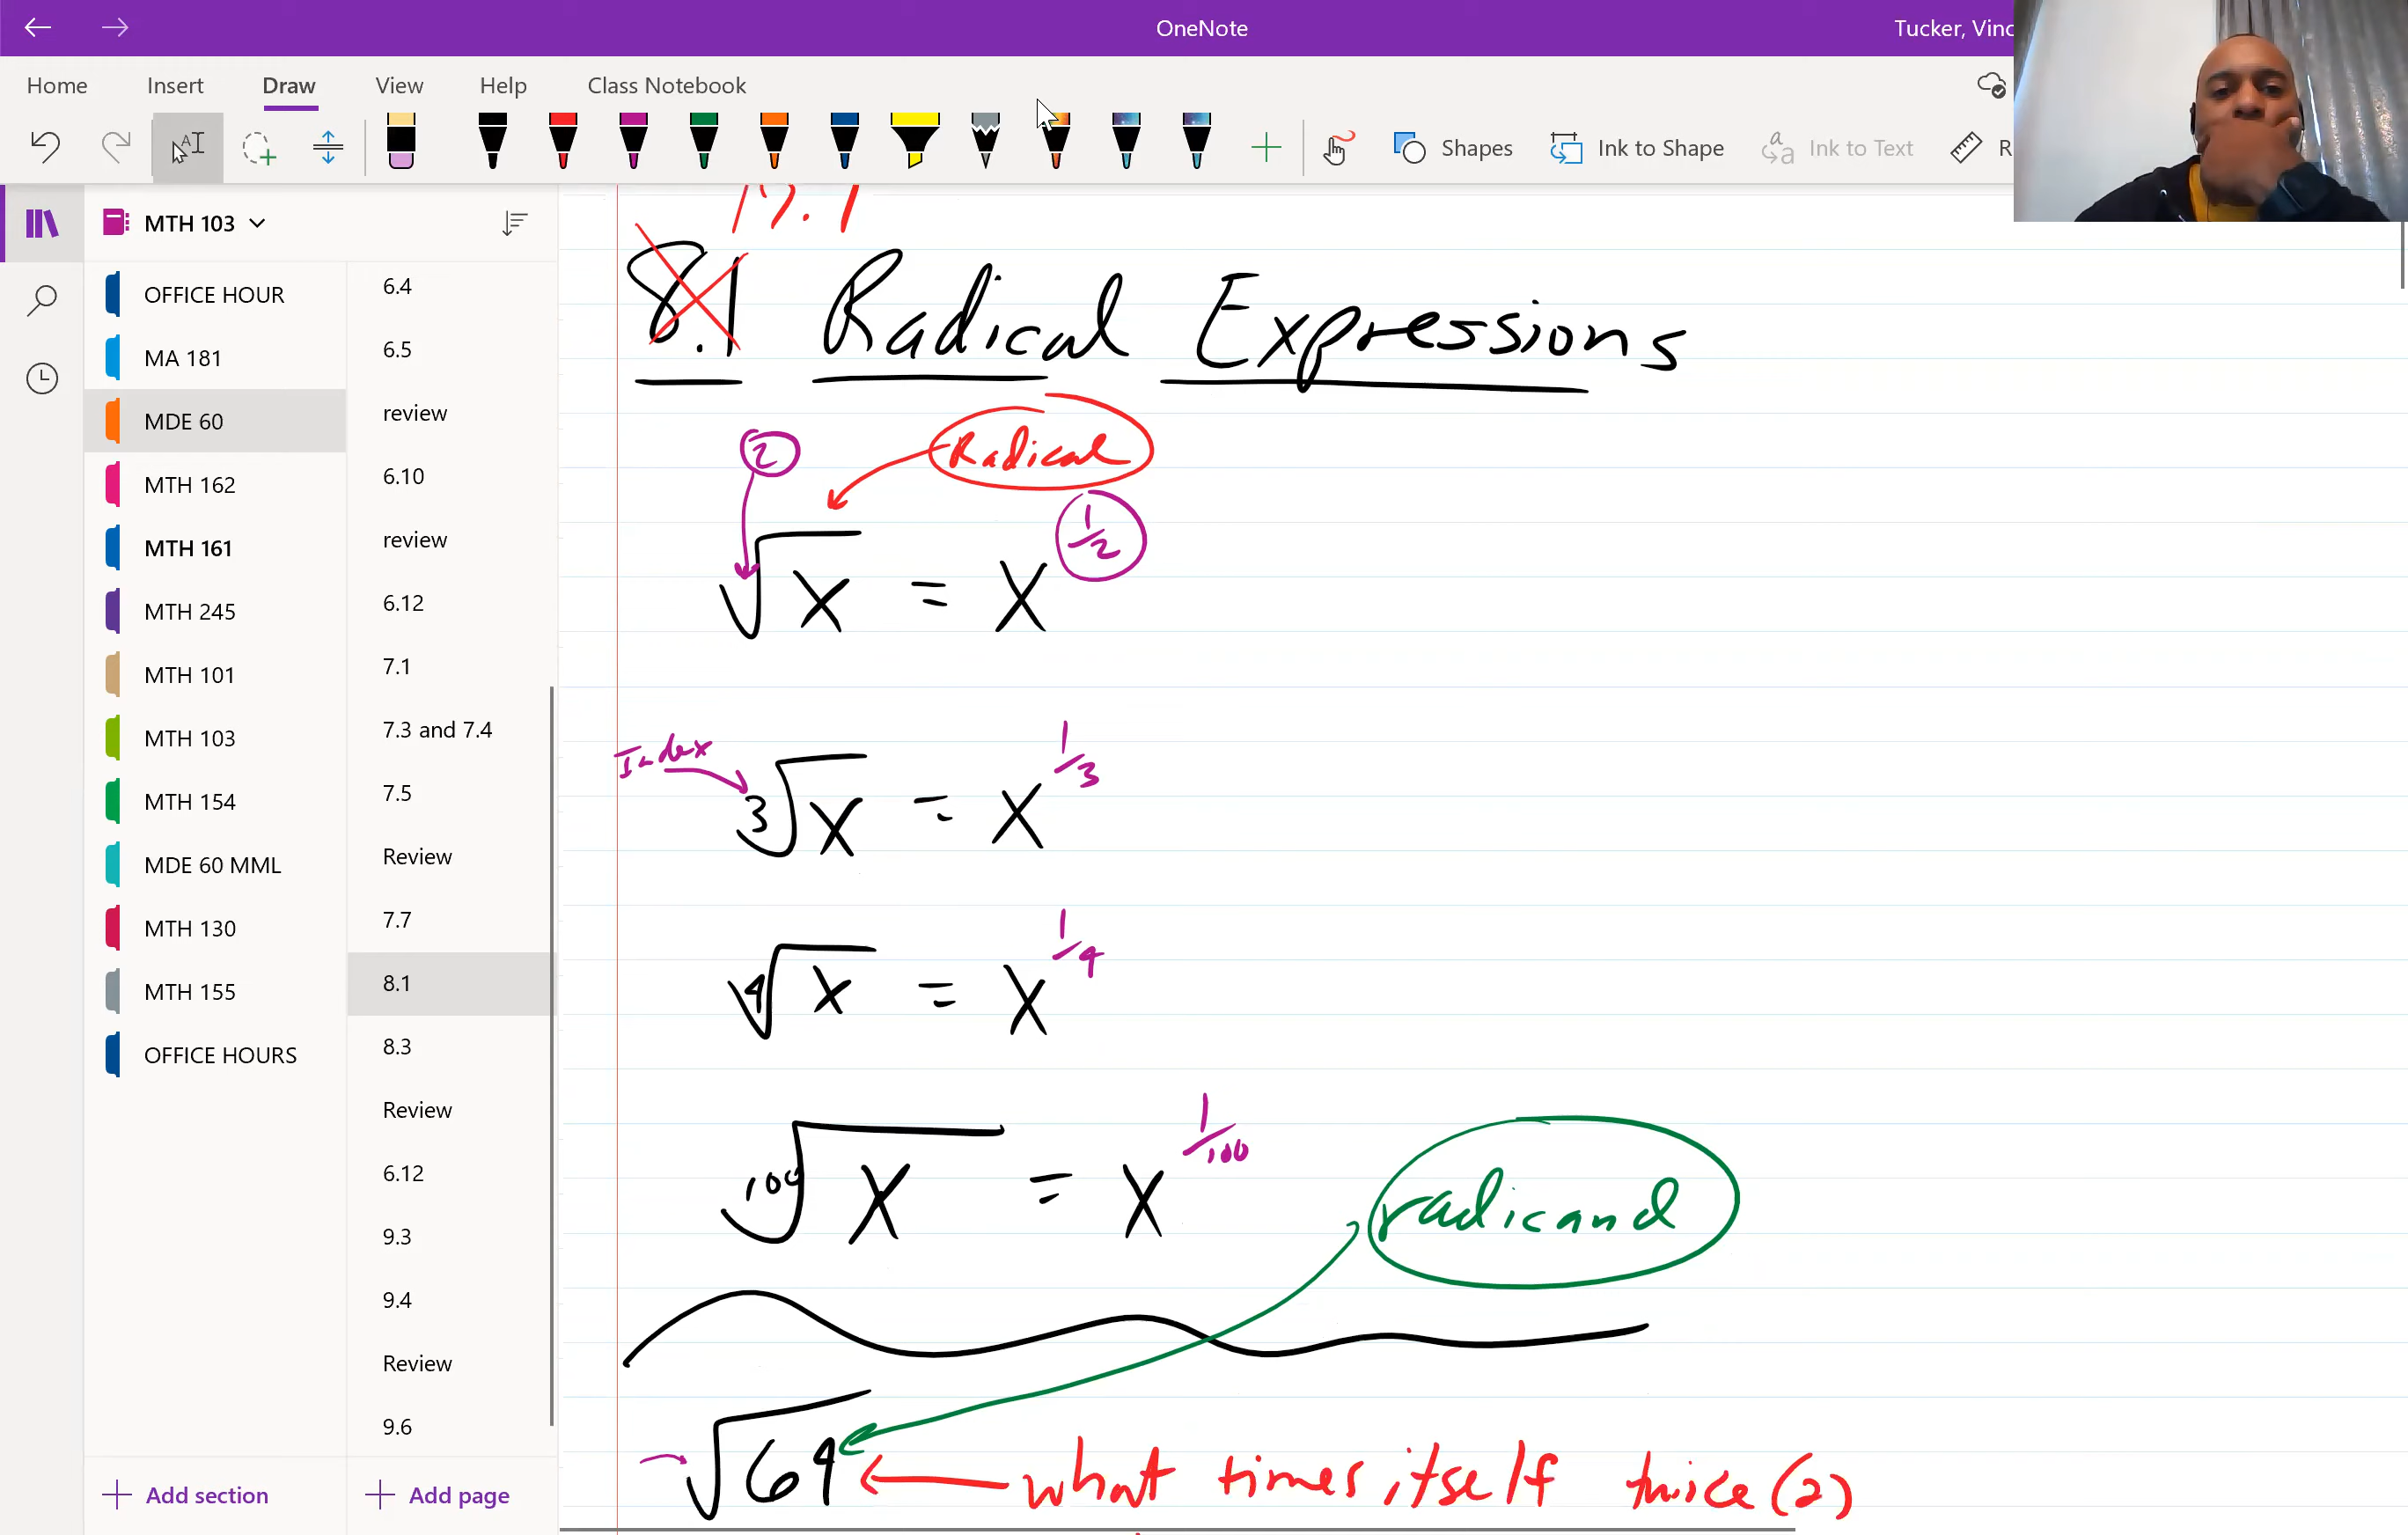 OneNote
Tucker, Vinc
Home Insert Draw View Help Class Notebook
Shapes Ink to Shape Ink to Text R
MTH 103
OFFICE HOUR
MA 181
MDE 60
MTH 162
MTH 161
MTH 245
MTH 101
MTH 103
MTH 154
MDE 60 MML
MTH 130
MTH 155
OFFICE HOURS
Add section
6.4
6.5
review
6.10
review
6.12
7.1
7.3 and 7.4
7.5
Review
7.7
8.1
8.3
Review
6.12
9.3
9.4
Review
9.6
Add page
8.1 Radical Expressions
2 Radical
√x = x^1/2
Index
3√x = x^1/3
4√x = x^1/4
100√x = x^1/100
radicand
√64 ← what times itself twice (2)